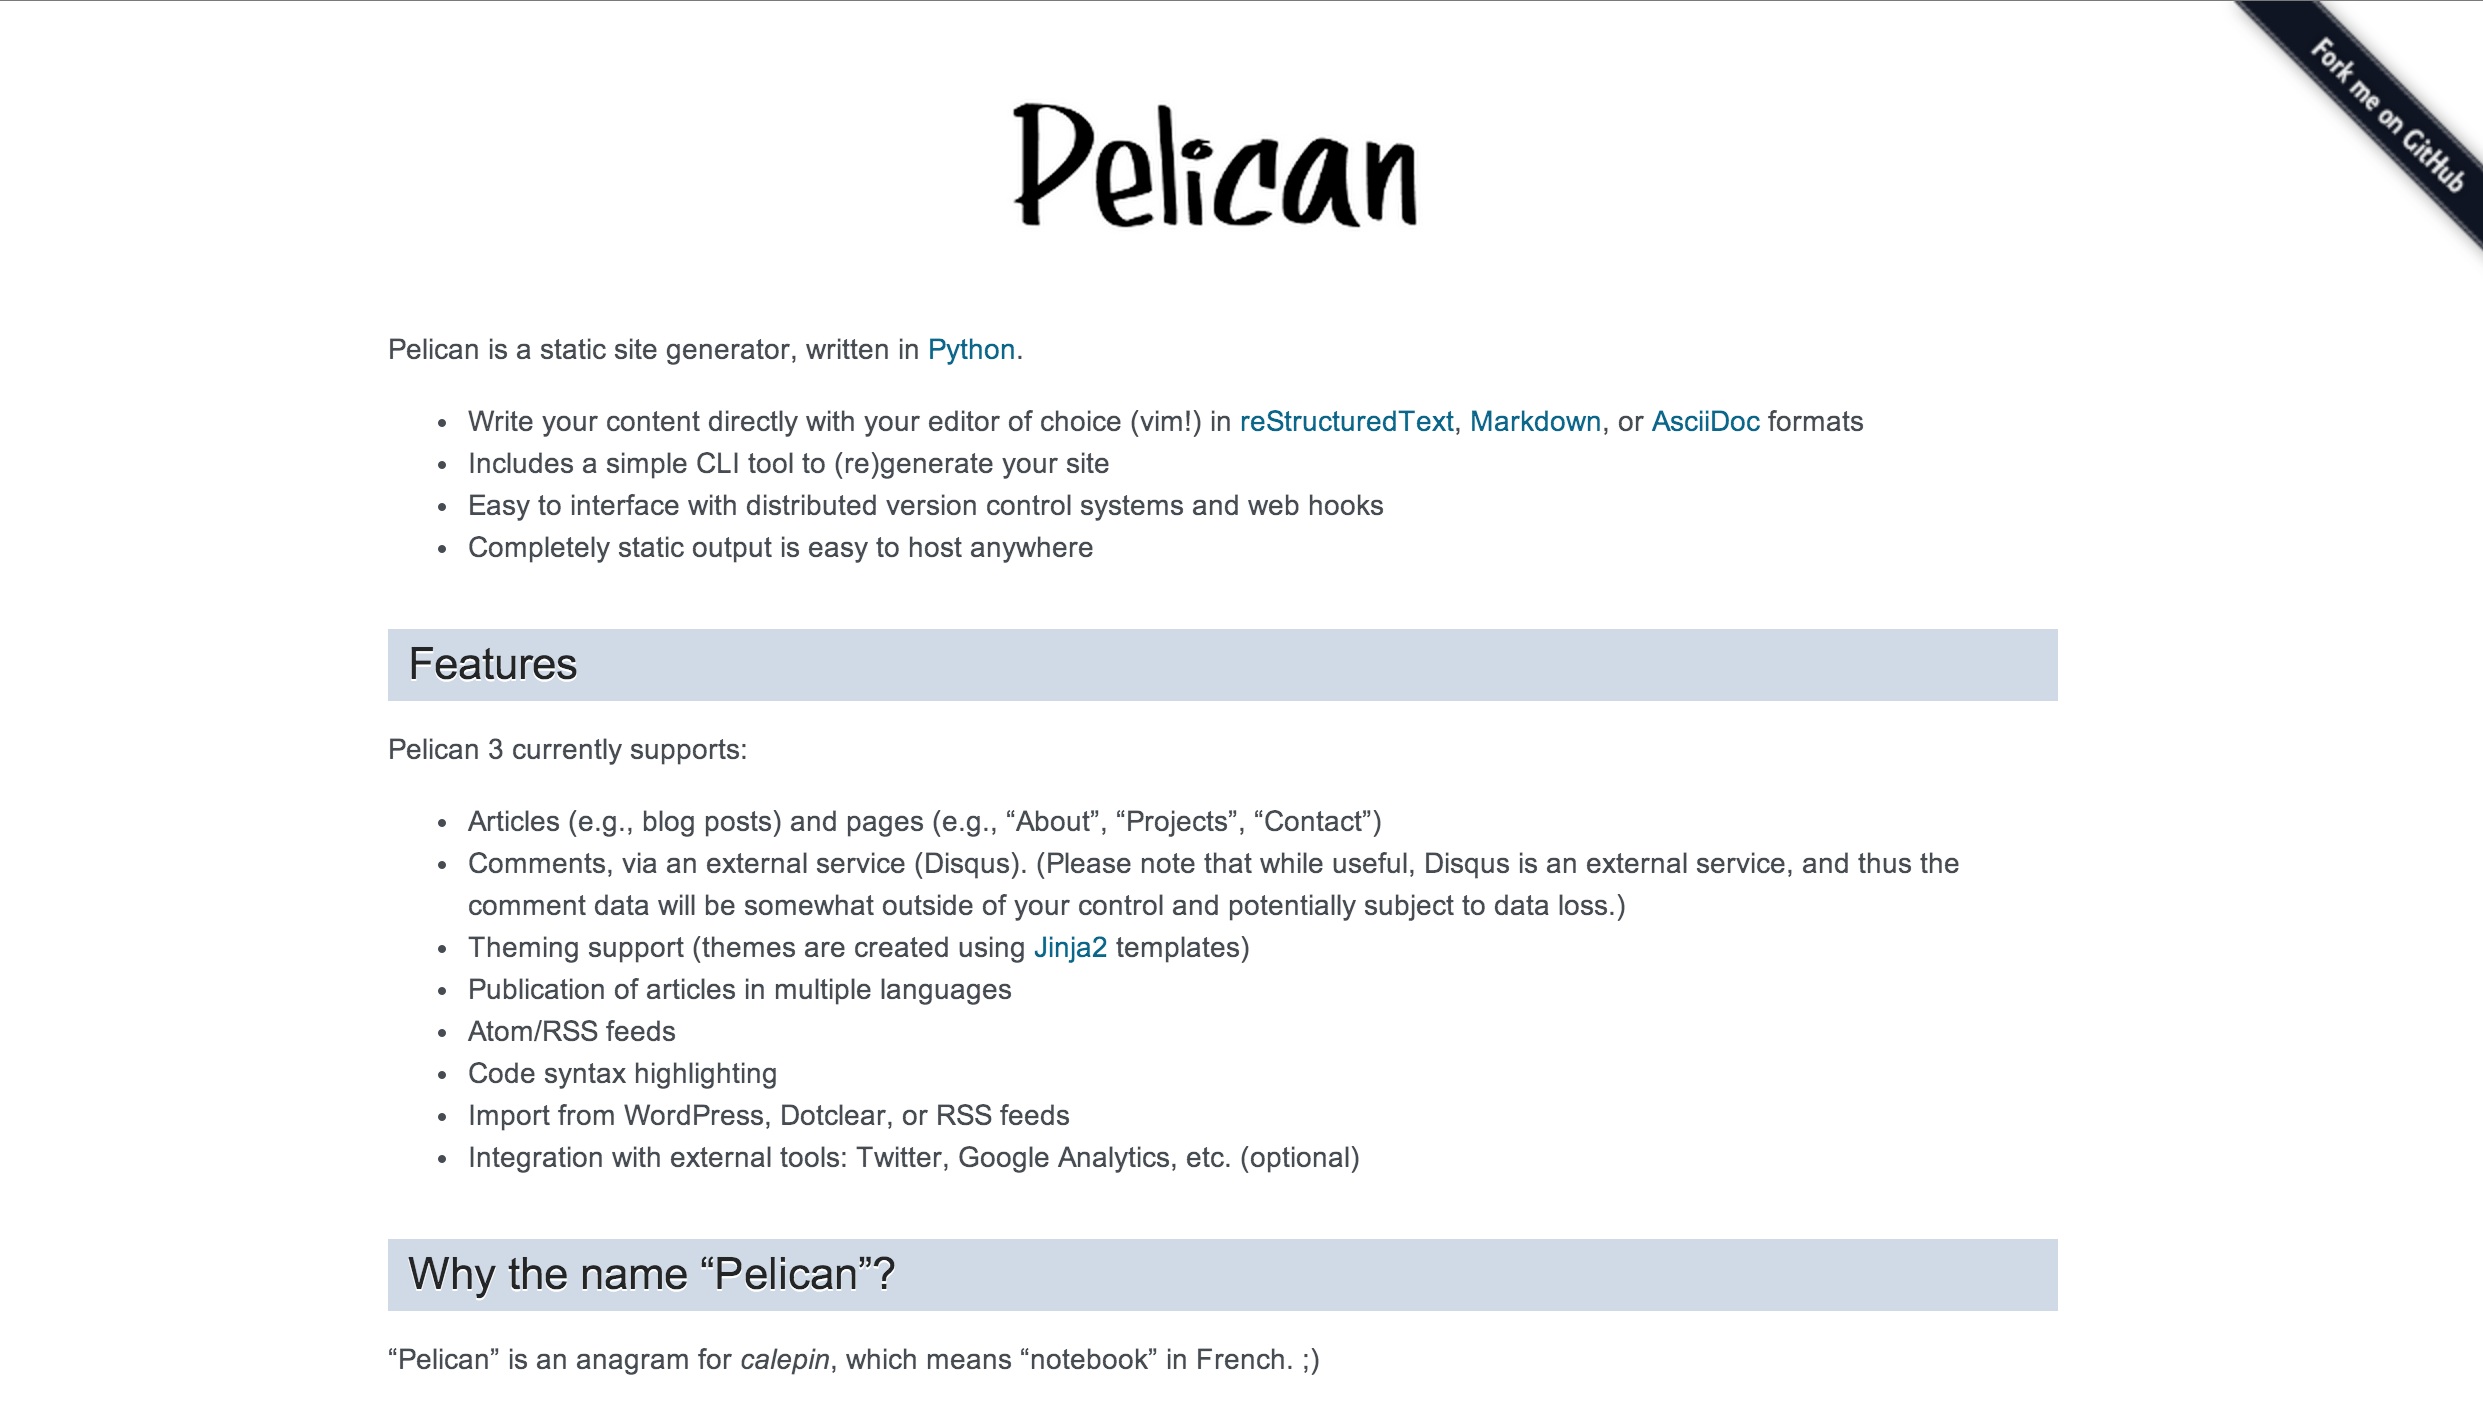 Fork me on GitHub
Pelican
Pelican is a static site generator, written in Python.
• Write your content directly with your editor of choice (vim!) in reStructuredText, Markdown, or AsciiDoc formats
• Includes a simple CLI tool to (re)generate your site
• Easy to interface with distributed version control systems and web hooks
• Completely static output is easy to host anywhere
Features
Pelican 3 currently supports:
• Articles (e.g., blog posts) and pages (e.g., “About”, “Projects”, “Contact”)
• Comments, via an external service (Disqus). (Please note that while useful, Disqus is an external service, and thus the
comment data will be somewhat outside of your control and potentially subject to data loss.)
• Theming support (themes are created using Jinja2 templates)
• Publication of articles in multiple languages
• Atom/RSS feeds
• Code syntax highlighting
• Import from WordPress, Dotclear, or RSS feeds
• Integration with external tools: Twitter, Google Analytics, etc. (optional)
Why the name “Pelican”?
“Pelican” is an anagram for calepin, which means “notebook” in French. ;)